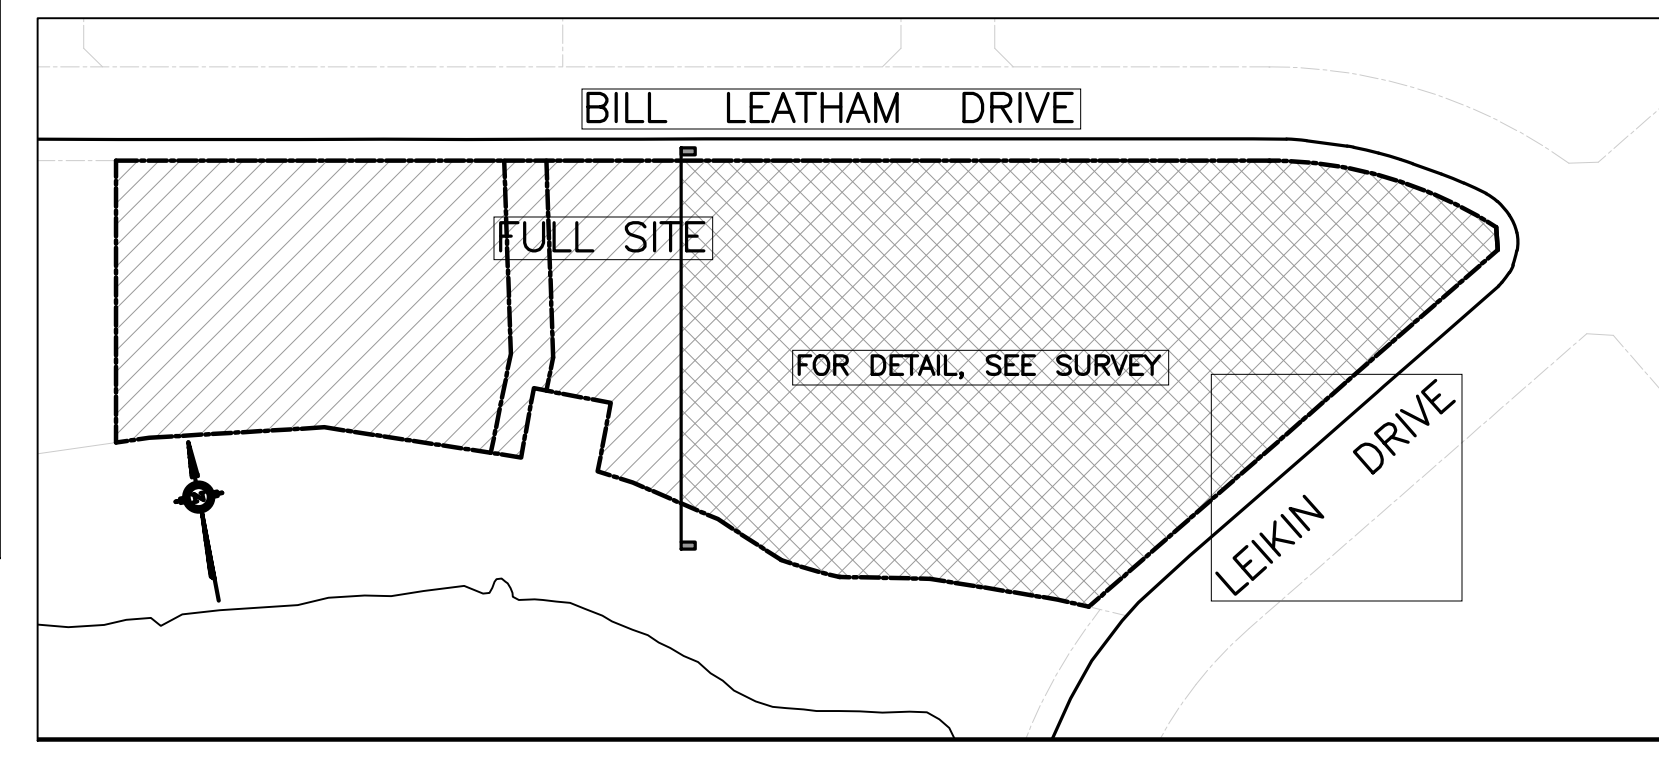 BILL LEATHAM DRIVE
FULL SITE
FOR DETAIL, SEE SURVEY
LEIKIN DRIVE
N